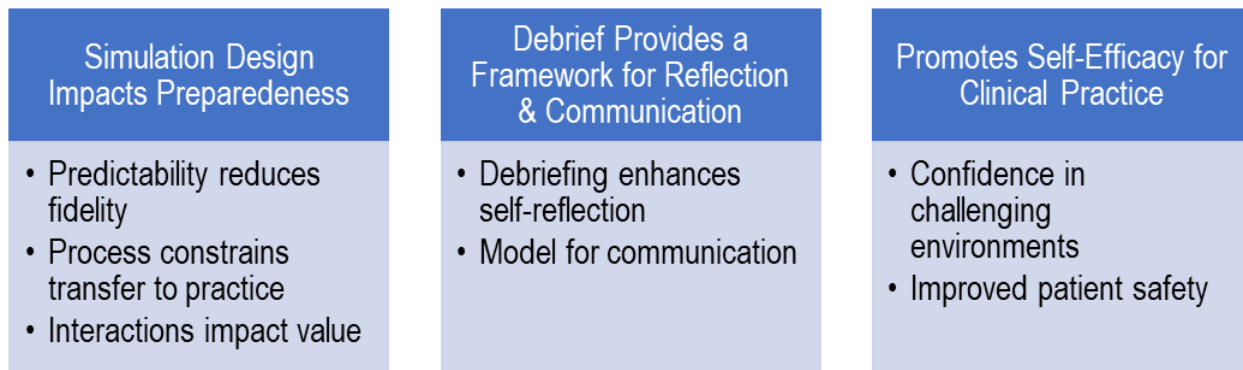 Simulation Design
Impacts Preparedeness
• Predictability reduces
fidelity
• Process constrains
transfer to practice
• Interactions impact value
Debrief Provides a
Framework for Reflection
& Communication
• Debriefing enhances
self-reflection
• Model for communication
Promotes Self-Efficacy for
Clinical Practice
• Confidence in
challenging
environments
• Improved patient safety